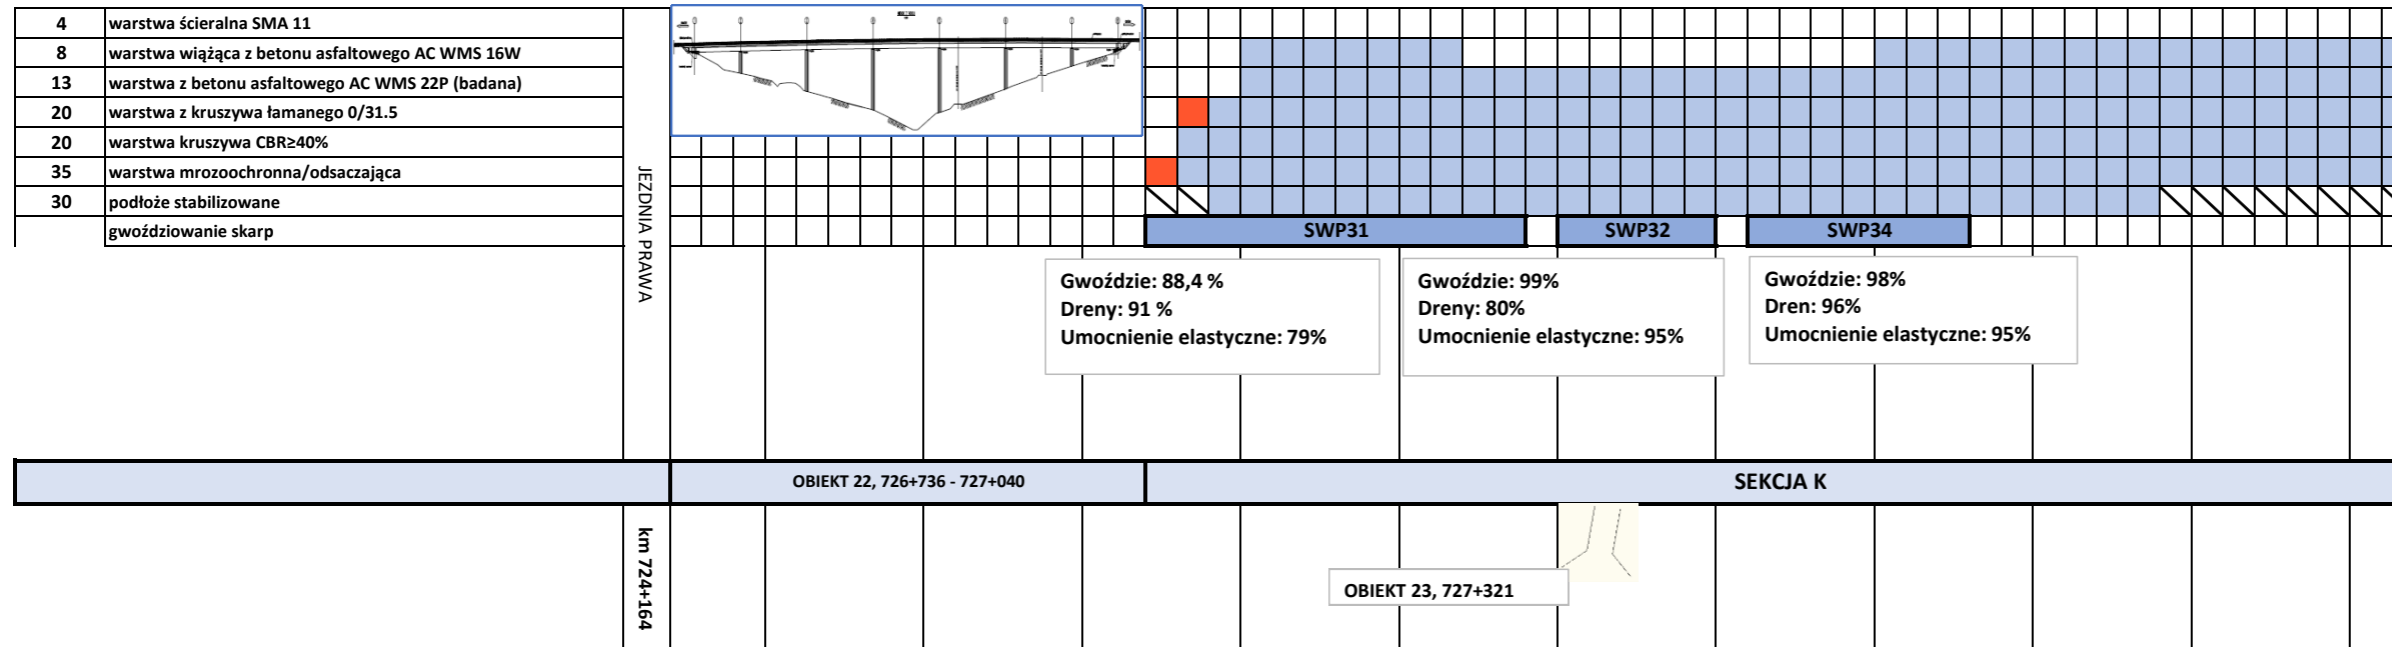 4 warstwa ścieralna SMA 11
8 warstwa wiążąca z betonu asfaltowego AC WMS 16W
13 warstwa z betonu asfaltowego AC WMS 22P (badana)
20 warstwa z kruszywa łamanego 0/31.5
20 warstwa kruszywa CBR≥40%
35 warstwa mrozoochronna/odsaczająca
30 podłoże stabilizowane
gwoździowanie skarp
JEZDNIA PRAWA
SWP31
SWP32
SWP34
Gwoździe: 88,4 %
Dreny: 91 %
Umocnienie elastyczne: 79%
Gwoździe: 99%
Dreny: 80%
Umocnienie elastyczne: 95%
Gwoździe: 98%
Dren: 96%
Umocnienie elastyczne: 95%
OBIEKT 22, 726+736 - 727+040
SEKCJA K
km 724+164
OBIEKT 23, 727+321